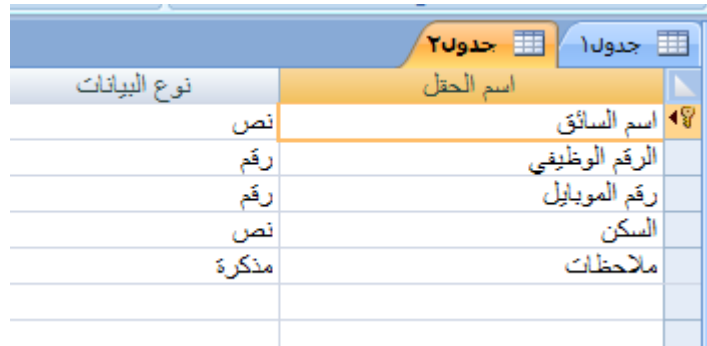 جدول١ جدول٢
اسم الحقل نوع البيانات
اسم السائق نص
الرقم الوظيفي رقم
رقم الموبايل رقم
السكن نص
ملاحظات مذكرة